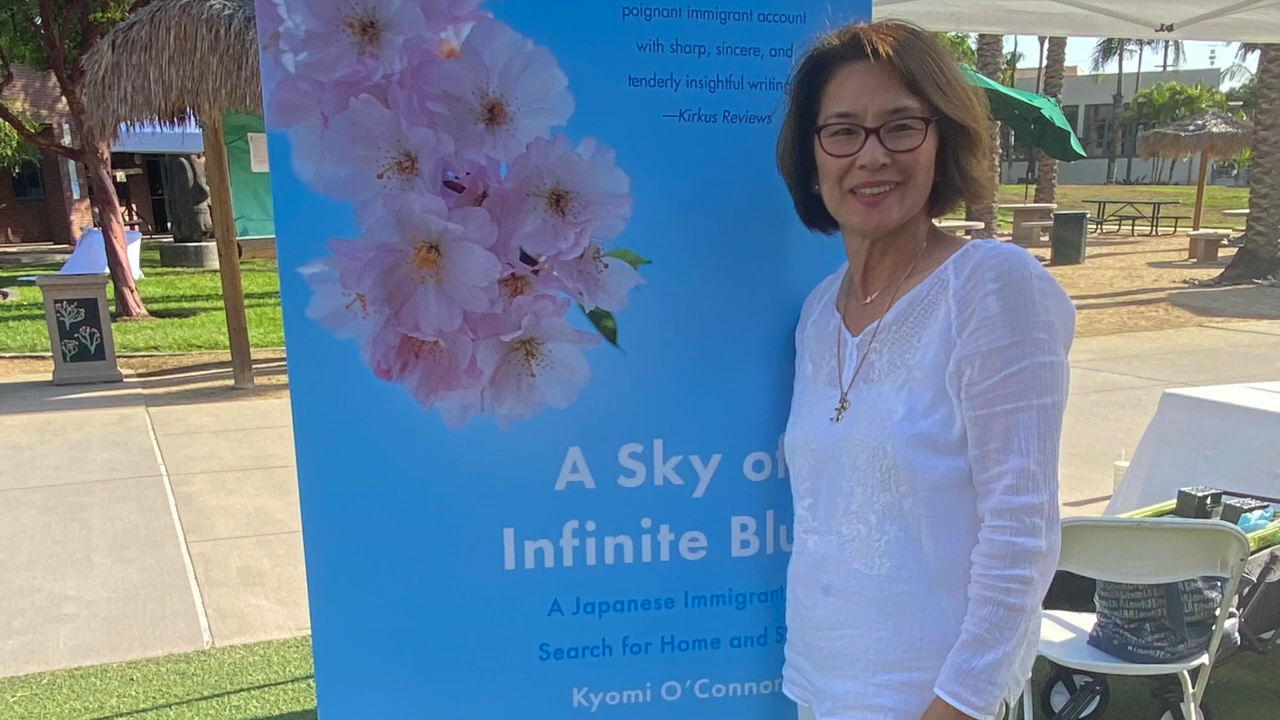 poignant immigrant account
with sharp, sincere, and
tenderly insightful writing
—Kirkus Reviews
A Sky of
Infinite Blu
A Japanese Immigrant
Search for Home and S
Kyomi O'Connor